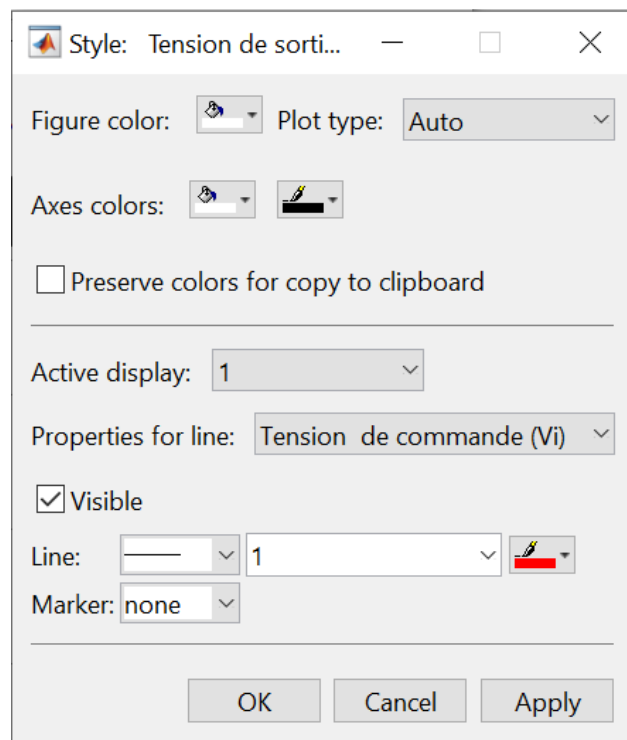 Style: Tension de sorti...
Figure color: Plot type: Auto
Axes colors:
Preserve colors for copy to clipboard
Active display: 1
Properties for line: Tension de commande (Vi)
Visible
Line: 1
Marker: none
OK Cancel Apply